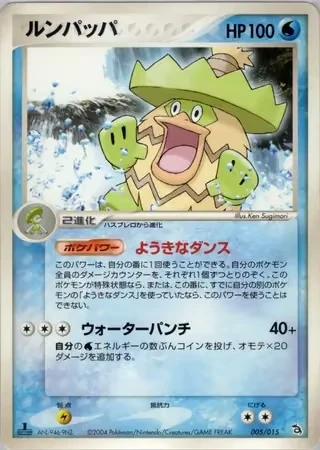 ルンパッパ HP100
Illus.Ken Sugimori
2進化 ハスブレロから進化
ポケパワー ようきなダンス
このパワーは、自分の番に1回使うことができる。自分のポケモン
全員のダメージカウンターを、それぞれ1個ずつとりのぞく。この
ポケモンが特殊状態なら、または、この番に、すでに自分の別のポケ
モンの「ようきなダンス」を使っていたなら、このパワーを使うことは
できない。
ウォーターパンチ 40+
自分の エネルギーの数ぶんコインを投げ、オモテ×20
ダメージを追加する。
弱点 抵抗力 にげる
©2004 Pokémon/Nintendo/Creatures/GAME FREAK
005/015